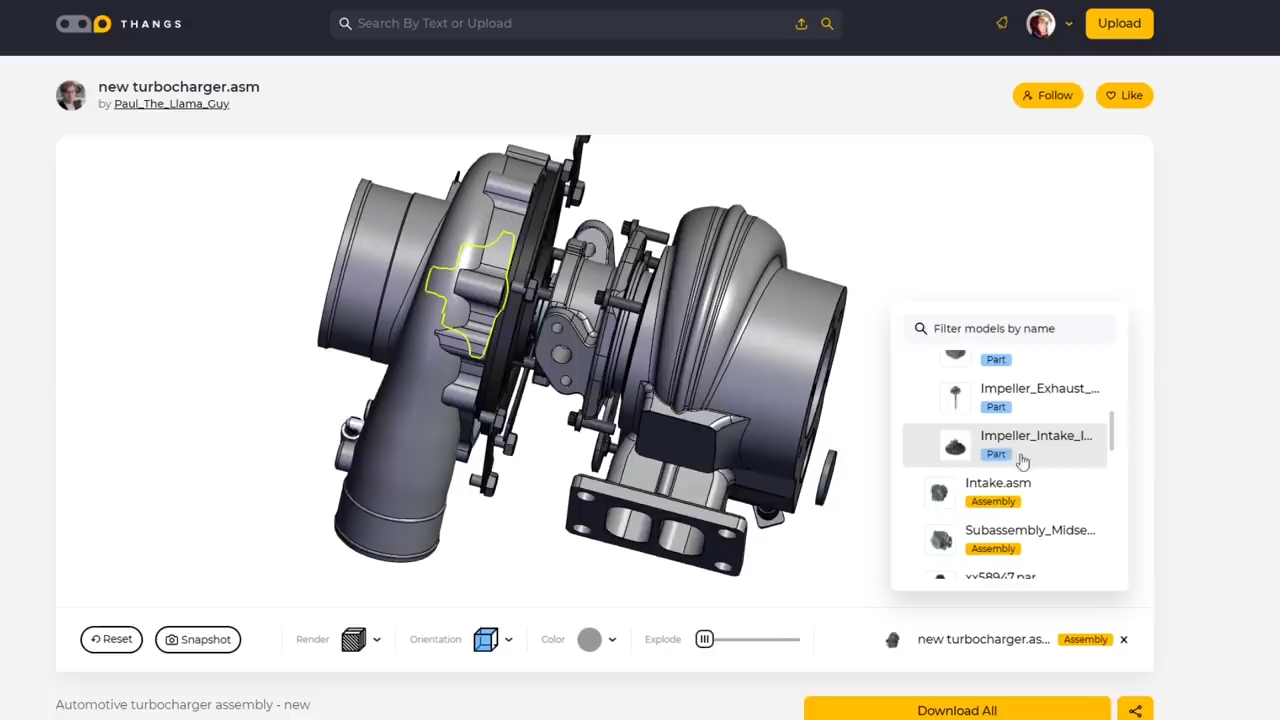 THANGS
Search By Text or Upload
Upload
new turbocharger.asm
by Paul_The_Llama_Guy
Follow
Like
Filter models by name
Part
Impeller_Exhaust_...
Part
Impeller_Intake_I...
Part
Intake.asm
Assembly
Subassembly_Midse...
Assembly
xx58947.par
Reset
Snapshot
Render
Orientation
Color
Explode
new turbocharger.as...
Assembly
Automotive turbocharger assembly - new
Download All